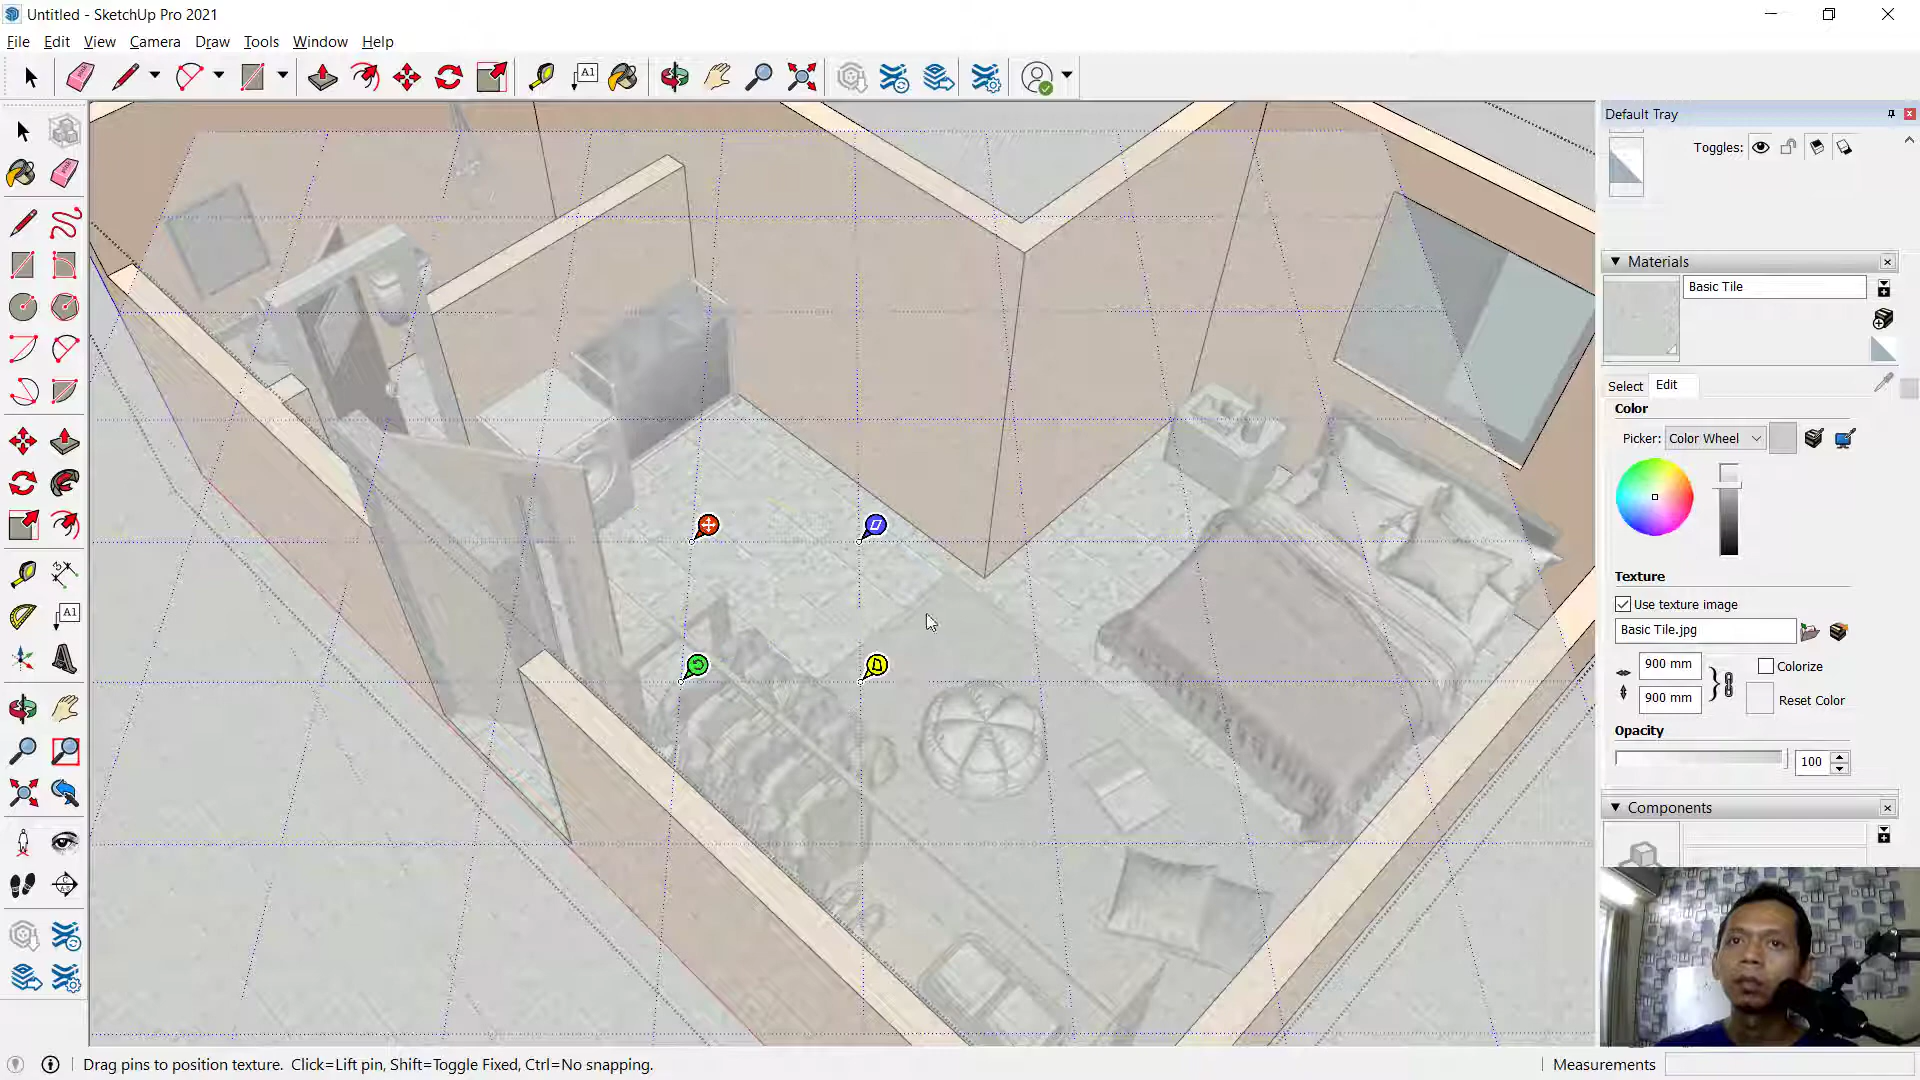 Untitled - SketchUp Pro 2021
File Edit View Camera Draw Tools Window Help
A1
Default Tray
Toggles:
Materials
Basic Tile
Select Edit
Color
Picker: Color Wheel
Texture
Use texture image
Basic Tile.jpg
900 mm
Colorize
900 mm
Reset Color
Opacity
100
Components
A1
Drag pins to position texture. Click=Lift pin, Shift=Toggle Fixed, Ctrl=No snapping.
Measurements